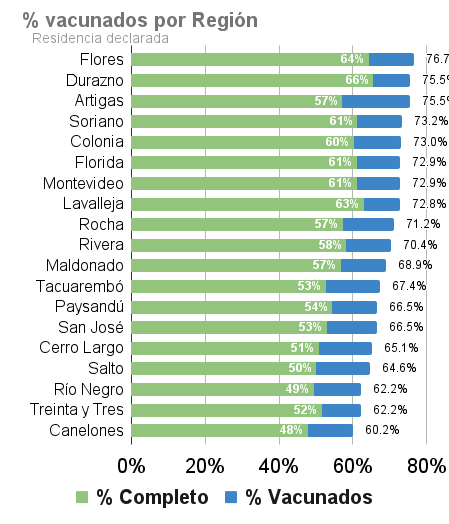 % vacunados por Región
Residencia declarada
Flores 64% 76.7
Durazno 66% 75.5%
Artigas 57% 75.5%
Soriano 61% 73.2%
Colonia 60% 73.0%
Florida 61% 72.9%
Montevideo 61% 72.9%
Lavalleja 63% 72.8%
Rocha 57% 71.2%
Rivera 58% 70.4%
Maldonado 57% 68.9%
Tacuarembó 53% 67.4%
Paysandú 54% 66.5%
San José 53% 66.5%
Cerro Largo 51% 65.1%
Salto 50% 64.6%
Río Negro 49% 62.2%
Treinta y Tres 52% 62.2%
Canelones 48% 60.2%
0% 20% 40% 60% 80%
% Completo % Vacunados